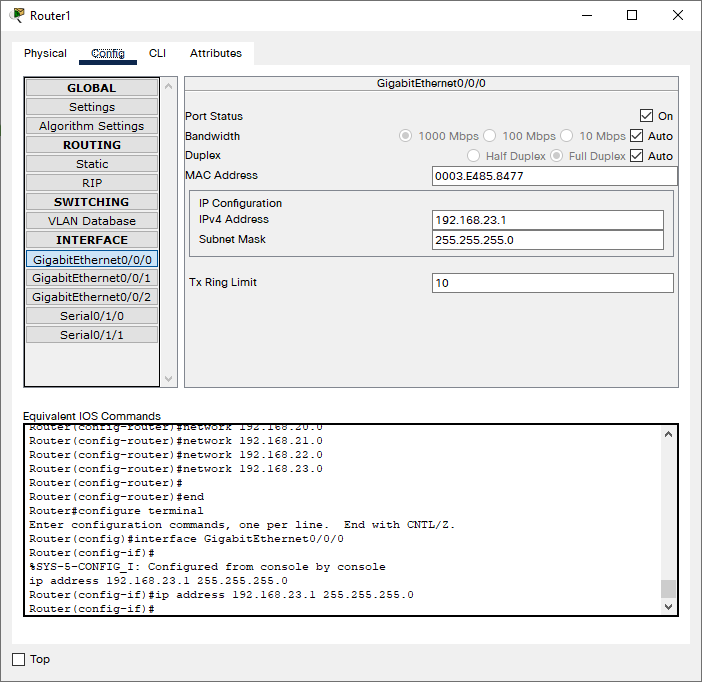 Router1
Physical Config CLI Attributes
GLOBAL
Settings
Algorithm Settings
ROUTING
Static
RIP
SWITCHING
VLAN Database
INTERFACE
GigabitEthernet0/0/0
GigabitEthernet0/0/1
GigabitEthernet0/0/2
Serial0/1/0
Serial0/1/1
GigabitEthernet0/0/0
Port Status On
Bandwidth 1000 Mbps 100 Mbps 10 Mbps Auto
Duplex Half Duplex Full Duplex Auto
MAC Address 0003.E485.8477
IP Configuration
IPv4 Address 192.168.23.1
Subnet Mask 255.255.255.0
Tx Ring Limit 10
Equivalent IOS Commands
Router(config-router)#network 192.168.20.0
Router(config-router)#network 192.168.21.0
Router(config-router)#network 192.168.22.0
Router(config-router)#network 192.168.23.0
Router(config-router)#
Router(config-router)#end
Router#configure terminal
Enter configuration commands, one per line.  End with CNTL/Z.
Router(config)#interface GigabitEthernet0/0/0
Router(config-if)#
%SYS-5-CONFIG_I: Configured from console by console
ip address 192.168.23.1 255.255.255.0
Router(config-if)#ip address 192.168.23.1 255.255.255.0
Router(config-if)#
Top